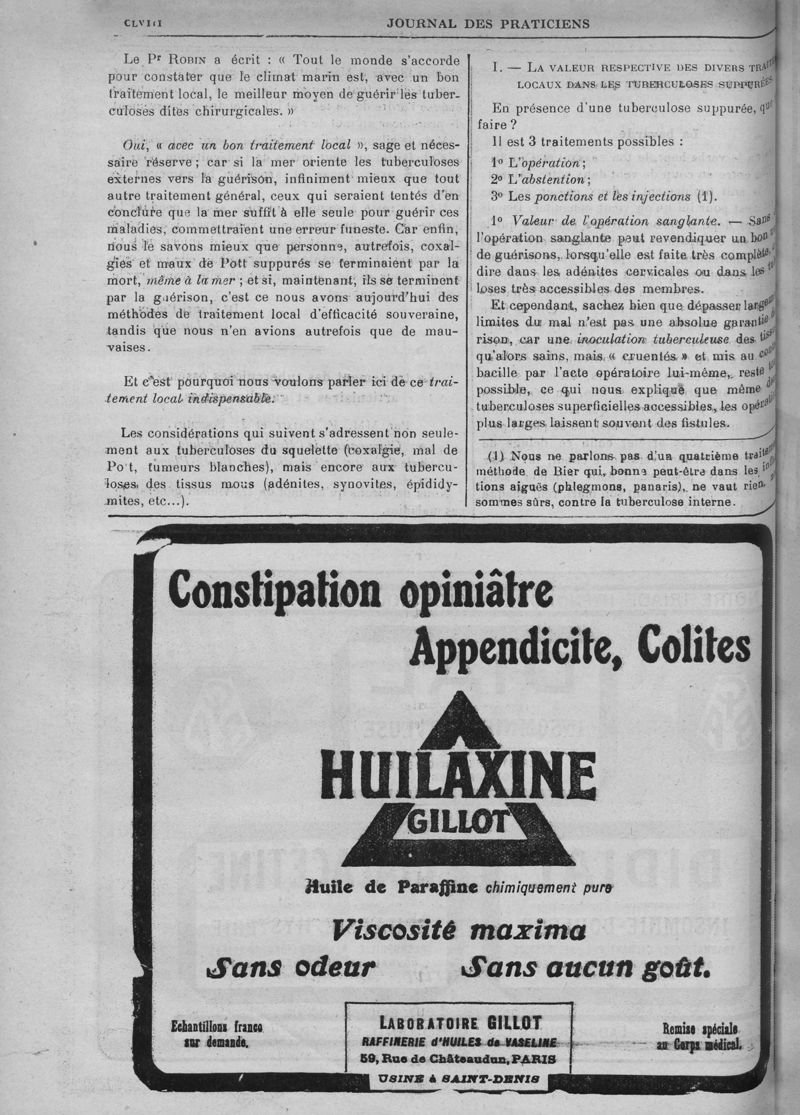 CLVIII
JOURNAL DES PRATICIENS
Le Pr ROBIN a écrit : « Tout le monde s'accorde
pour constater que le climat marin est, avec un bon
traitement local, le meilleur moyen de guérir les tuber-
culoses dites chirurgicales. »
Oui, « avec un bon traitement local », sage et néces-
saire réserve ; car si la mer oriente les tuberculoses
externes vers la guérison, infiniment mieux que tout
autre traitement général, ceux qui seraient tentés d'en
conclure que la mer suffit à elle seule pour guérir ces
maladies, commettraient une erreur funeste. Car enfin,
nous le savons mieux que personne, autrefois, coxal-
gies et maux de Pott suppurés se terminaient par la
mort, même à la mer ; et si, maintenant, ils se terminent
par la guérison, c'est ce nous avons aujourd'hui des
méthodes de traitement local d'efficacité souveraine,
tandis que nous n'en avions autrefois que de mau-
vaises.
Et c'est pourquoi nous voulons parler ici de ce trai-
tement local indispensable.
Les considérations qui suivent s'adressent non seule-
ment aux tuberculoses du squelette (coxalgie, mal de
Pott, tumeurs blanches), mais encore aux tubercu-
loses des tissus mous (adénites, synovites, épididy-
mites, etc...).
I. — LA VALEUR RESPECTIVE DES DIVERS
LOCAUX DANS LES TUBERCULOSES SUPPURÉES
En présence d'une tuberculose suppurée, que
faire ?
Il est 3 traitements possibles :
1° L'opération ;
2° L'abstention ;
3° Les ponctions et les injections (1).
1° Valeur de l'opération sanglante. — Sans
l'opération sanglante peut revendiquer un bon
de guérisons, lorsqu'elle est faite très complète,
dire dans les adénites cervicales ou dans les
loses très accessibles des membres.
Et cependant, sachez bien que dépasser
limites du mal n'est pas une absolue garantie
rison, car une inoculation tuberculeuse des
qu'alors sains, mais « cruentés » et mis au
bacille par l'acte opératoire lui-même, reste
possible, ce qui nous explique que même
tuberculoses superficielles accessibles, les
plus larges laissent souvent des fistules.
(1) Nous ne parlons pas d'un quatrième
méthode de Bier qui, bonne peut-être dans les
tions aiguës (phlegmons, panaris), ne vaut rien,
sommes sûrs, contre la tuberculose interne.
Constipation opiniâtre
Appendicite, Colites
HUILAXINE
GILLOT
Huile de Paraffine chimiquement pure
Viscosité maxima
Sans odeur Sans aucun goût.
Echantillons franco
sur demande.
LABORATOIRE GILLOT
RAFFINERIE d'HUILES de VASELINE
59, Rue de Châteaudun, PARIS
USINE à SAINT-DENIS
Remise spéciale
au Corps médical.